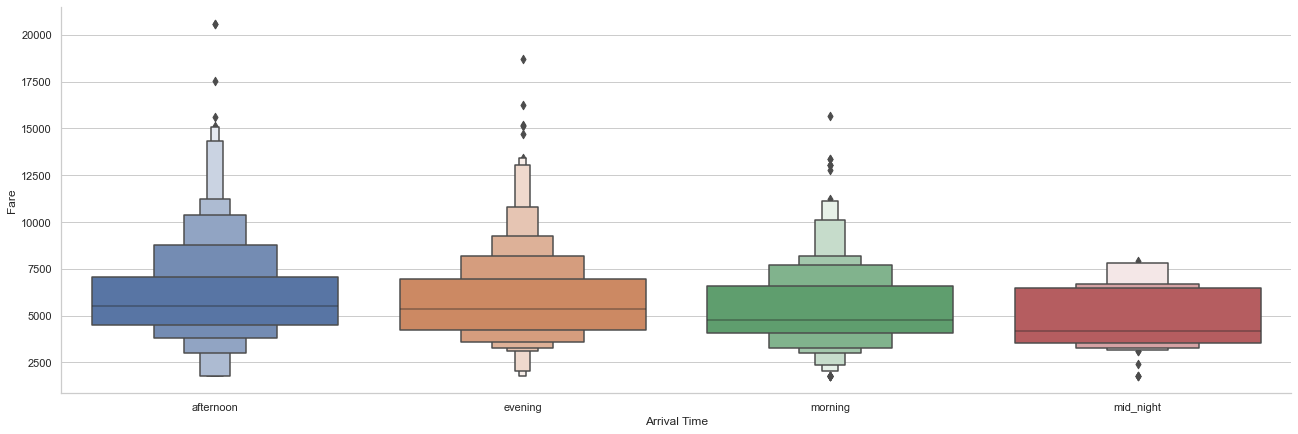 20000
17500
15000
12500
10000
7500
5000
2500
Fare
afternoon
evening
morning
mid_night
Arrival Time